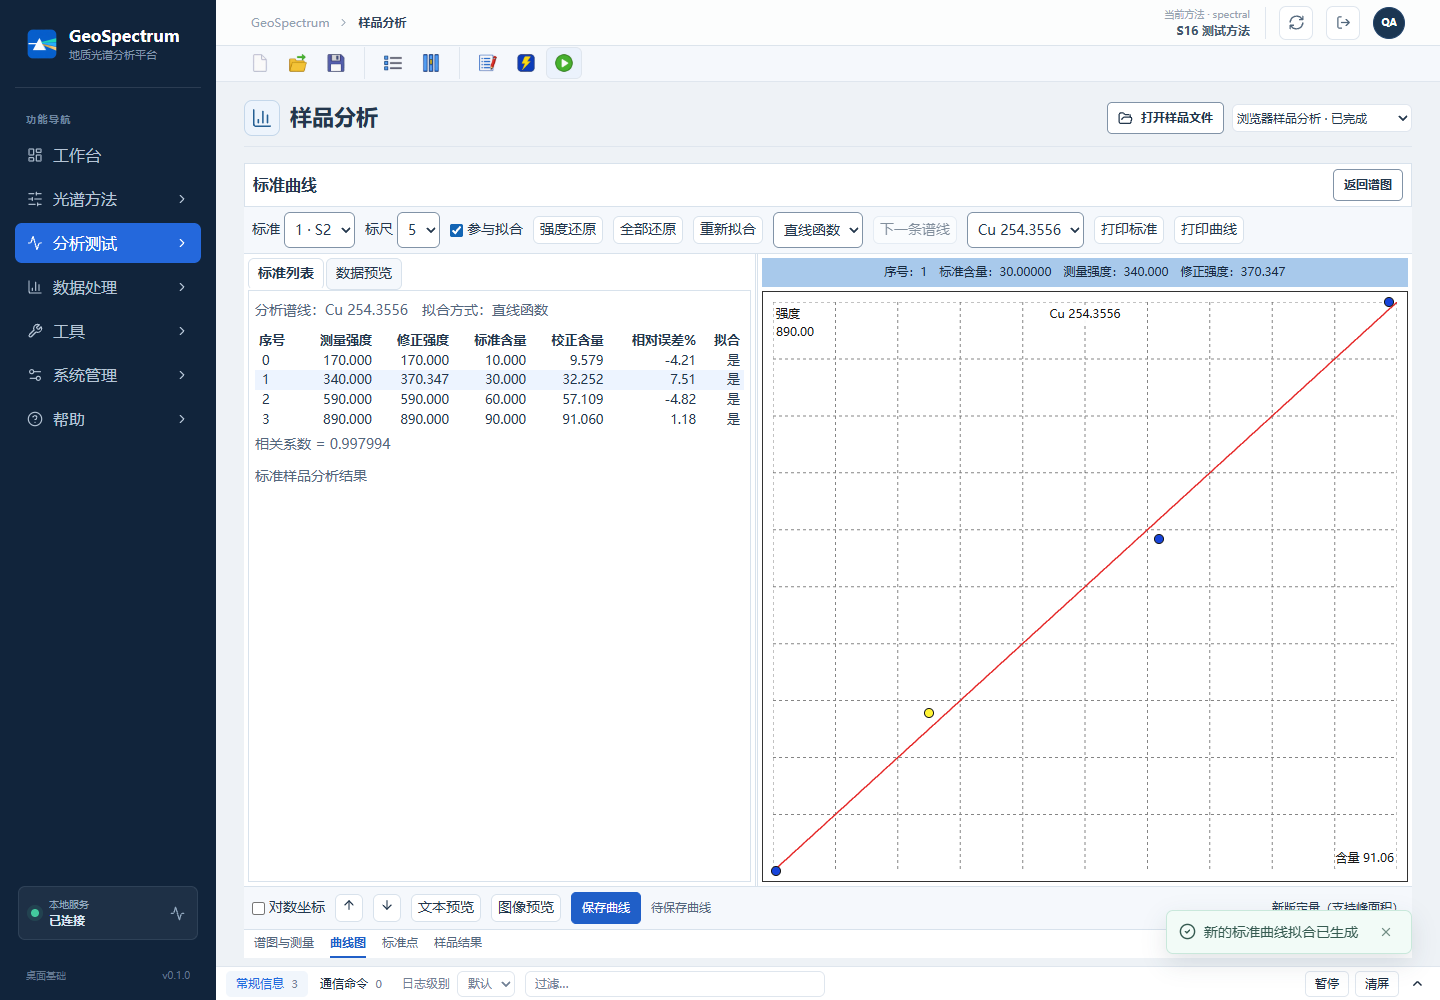 GeoSpectrum
地质光谱分析平台
功能导航
工作台
光谱方法
分析测试
数据处理
工具
系统管理
帮助
本地服务
已连接
桌面基础 v0.1.0
GeoSpectrum 样品分析
当前方法 · spectral
S16 测试方法
QA
样品分析
打开样品文件
浏览器样品分析 · 已完成
标准曲线
返回谱图
标准 1 · S2 标尺 5 参与拟合 强度还原 全部还原 重新拟合 直线函数 下一条谱线 Cu 254.3556 打印标准 打印曲线
标准列表 数据预览
分析谱线：Cu 254.3556 拟合方式：直线函数
序号 测量强度 修正强度 标准含量 校正含量 相对误差% 拟合
0 170.000 170.000 10.000 9.579 -4.21 是
1 340.000 370.347 30.000 32.252 7.51 是
2 590.000 590.000 60.000 57.109 -4.82 是
3 890.000 890.000 90.000 91.060 1.18 是
相关系数 = 0.997994
标准样品分析结果
序号：1 标准含量：30.00000 测量强度：340.000 修正强度：370.347
强度
890.00
Cu 254.3556
含量 91.06
对数坐标 文本预览 图像预览 保存曲线 待保存曲线
新版定量（支持峰面积）
新的标准曲线拟合已生成
谱图与测量 曲线图 标准点 样品结果
常规信息 3 通信命令 0 日志级别 默认 过滤... 暂停 清屏